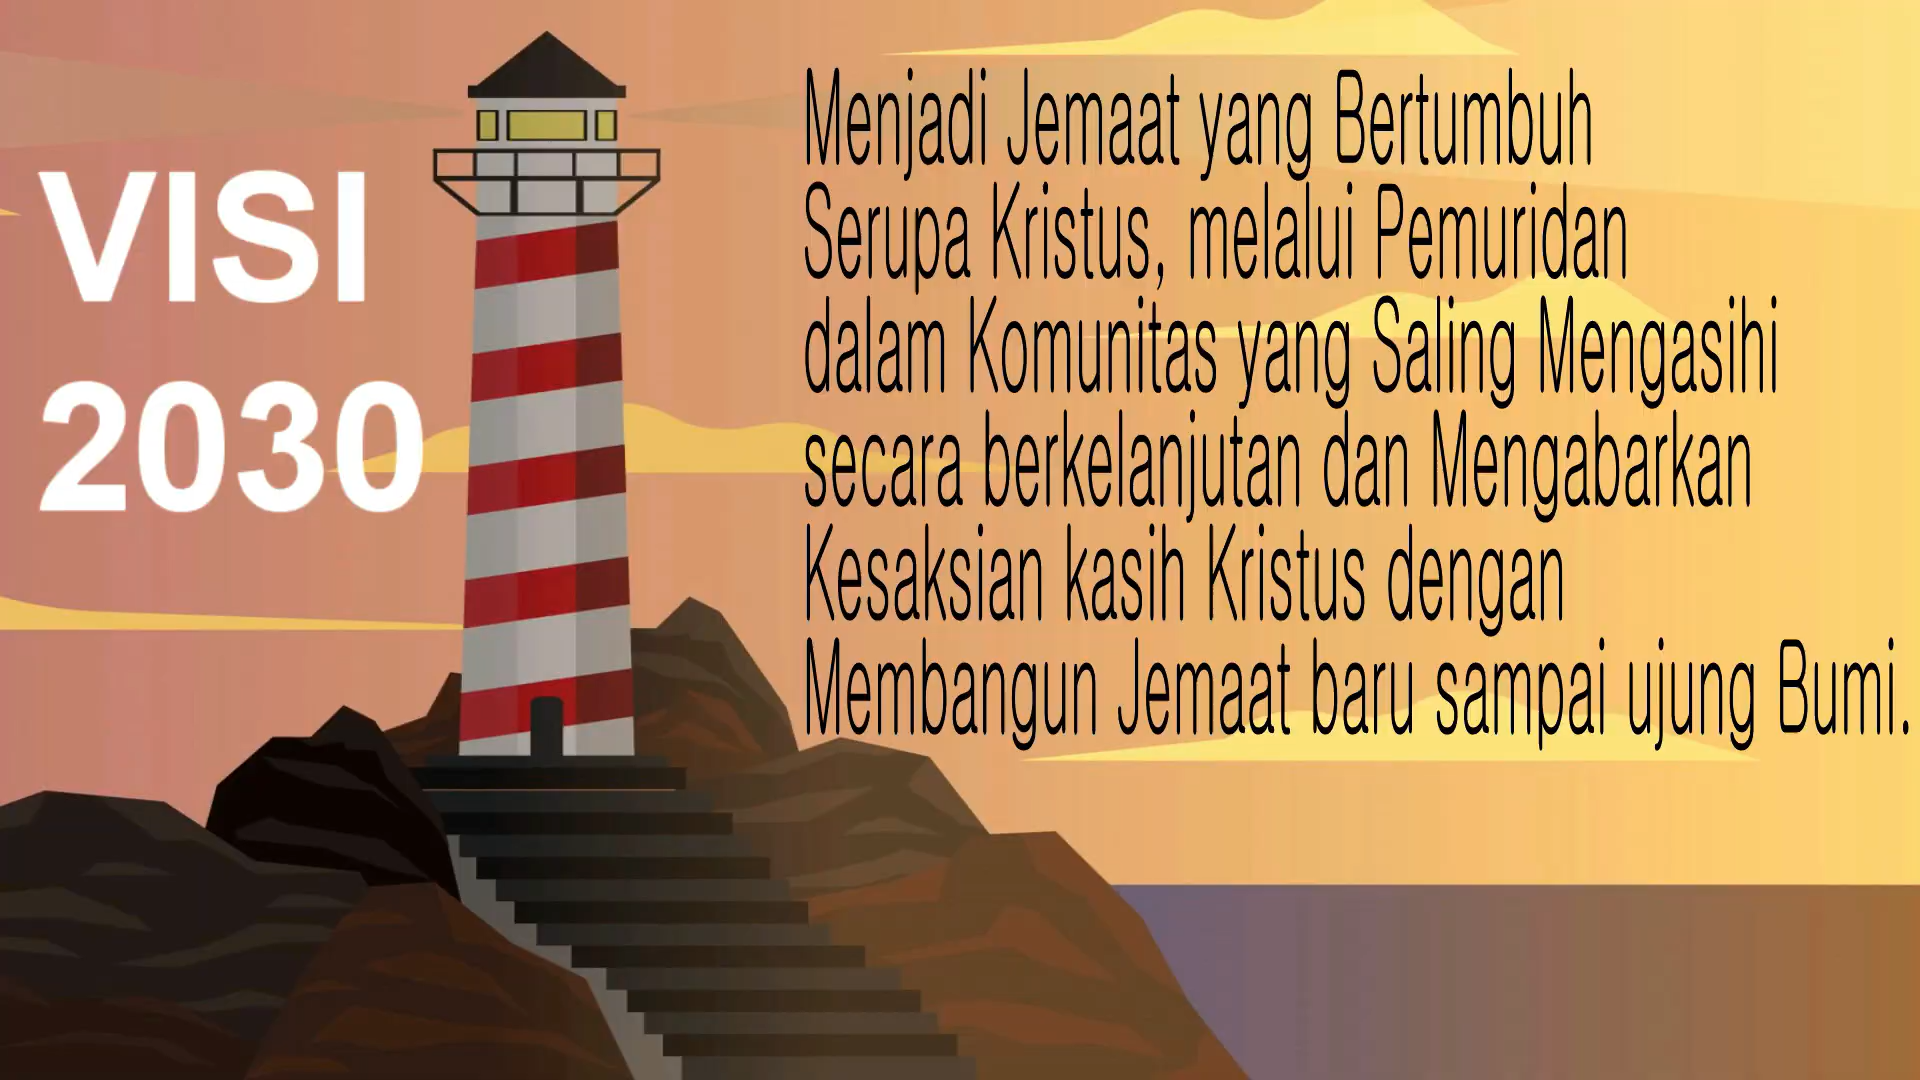 VISI
2030
Menjadi Jemaat yang Bertumbuh
Serupa Kristus, melalui Pemuridan
dalam Komunitas yang Saling Mengasihi
secara berkelanjutan dan Mengabarkan
Kesaksian kasih Kristus dengan
Membangun Jemaat baru sampai ujung Bumi.